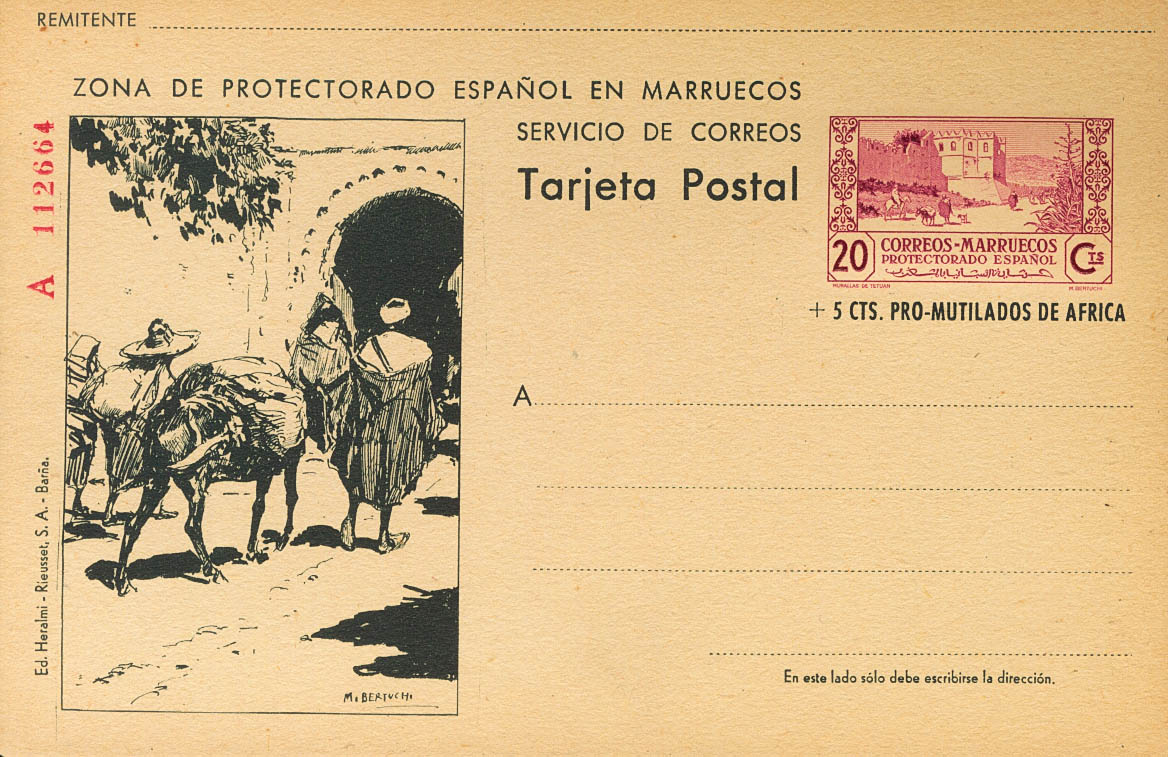 REMITENTE
ZONA DE PROTECTORADO ESPAÑOL EN MARRUECOS
SERVICIO DE CORREOS
Tarjeta Postal
A 112664
20
CORREOS-MARRUECOS
PROTECTORADO ESPAÑOL
CTS
MURALLAS DE TETUAN
M. BERTUCHI
+ 5 CTS. PRO-MUTILADOS DE AFRICA
A
Ed. Heralmi - Rieusset, S. A. - Barña.
M. BERTUCHI
En este lado sólo debe escribirse la dirección.